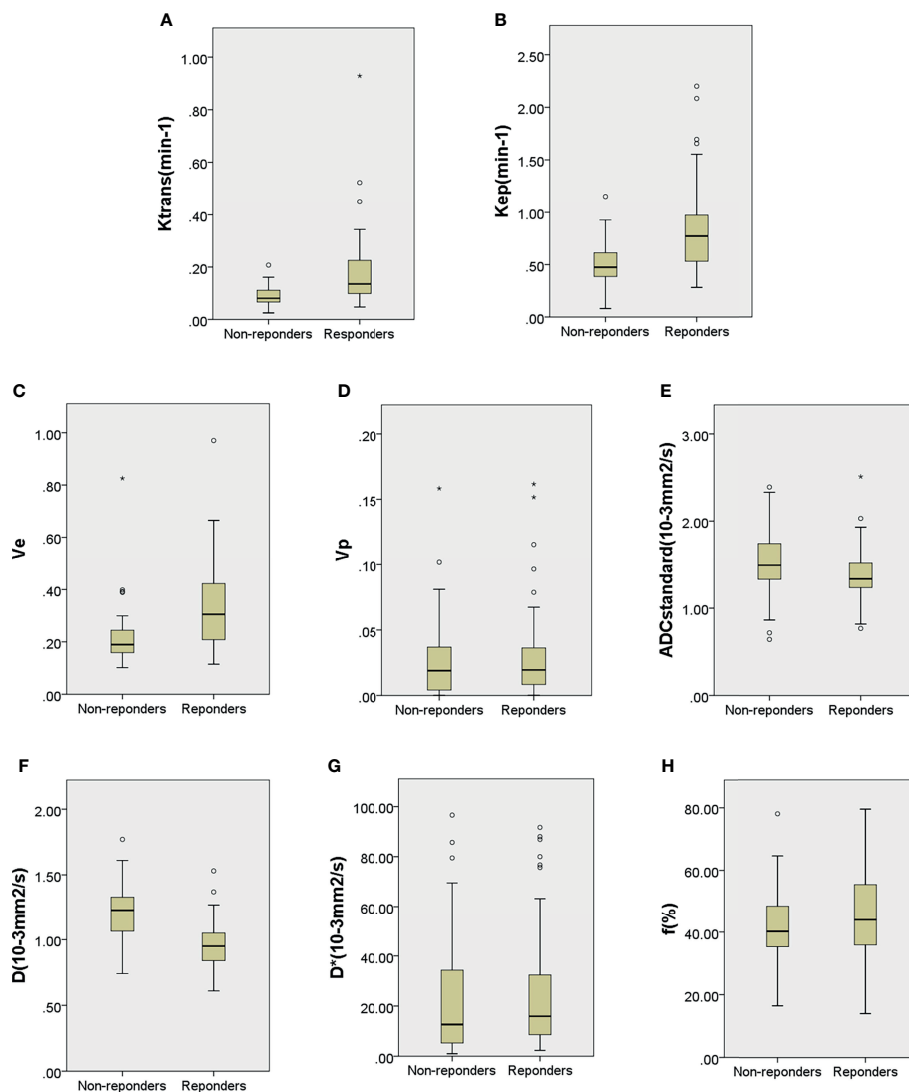 A
Ktrans(min-1)
1.00
.80
.60
.40
.20
.00
Non-reponders Responders
B
Kep(min-1)
2.50
2.00
1.50
1.00
.50
.00
Non-reponders Reponders
C
Ve
1.00
.80
.60
.40
.20
.00
Non-reponders Reponders
D
Vp
.20
.15
.10
.05
.00
Non-reponders Reponders
E
ADCstandard(10-3mm2/s)
3.00
2.00
1.00
.00
Non-reponders Reponders
F
D(10-3mm2/s)
2.00
1.50
1.00
.50
.00
Non-reponders Reponders
G
D*(10-3mm2/s)
100.00
80.00
60.00
40.00
20.00
.00
Non-reponders Reponders
H
f(%)
80.00
60.00
40.00
20.00
.00
Non-reponders Reponders